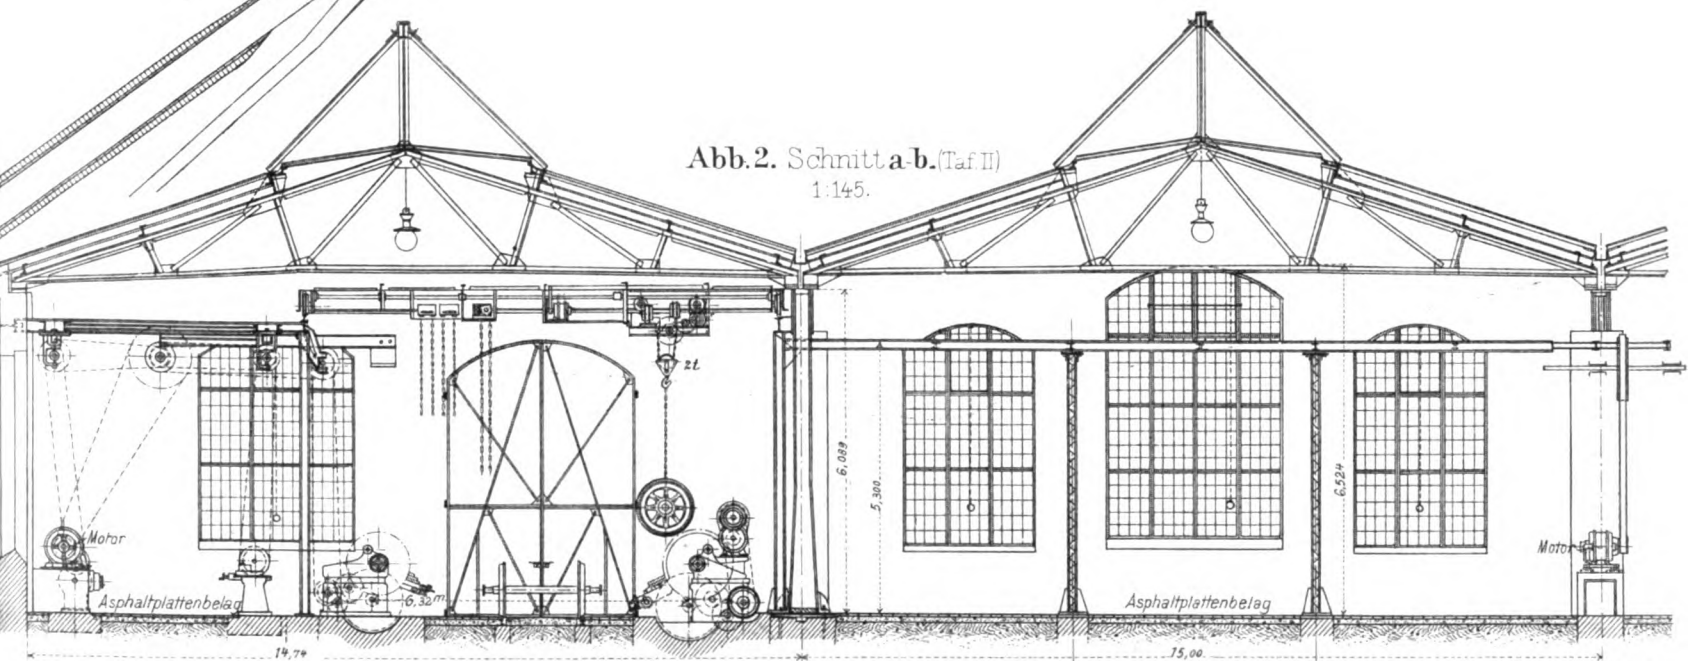 Abb. 2. Schnitt a-b. (Taf. II)
1:145.
2t
6,089
5,300
6,524
Motor
Motor
Asphaltplattenbelag
6,32m
Asphaltplattenbelag
14,74
15,00